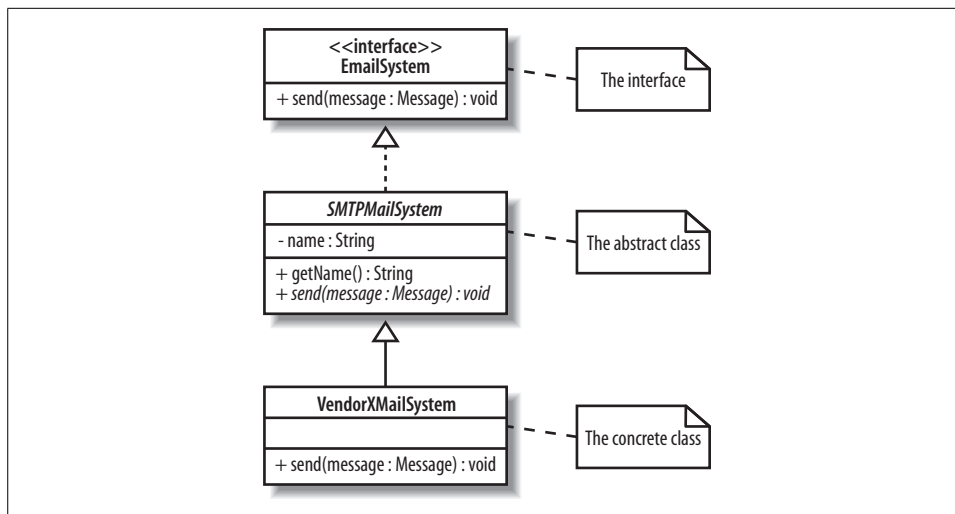 <<interface>>
EmailSystem
+ send(message : Message) : void
The interface
SMTPMailSystem
- name : String
+ getName() : String
+ send(message : Message) : void
The abstract class
VendorXMailSystem
+ send(message : Message) : void
The concrete class